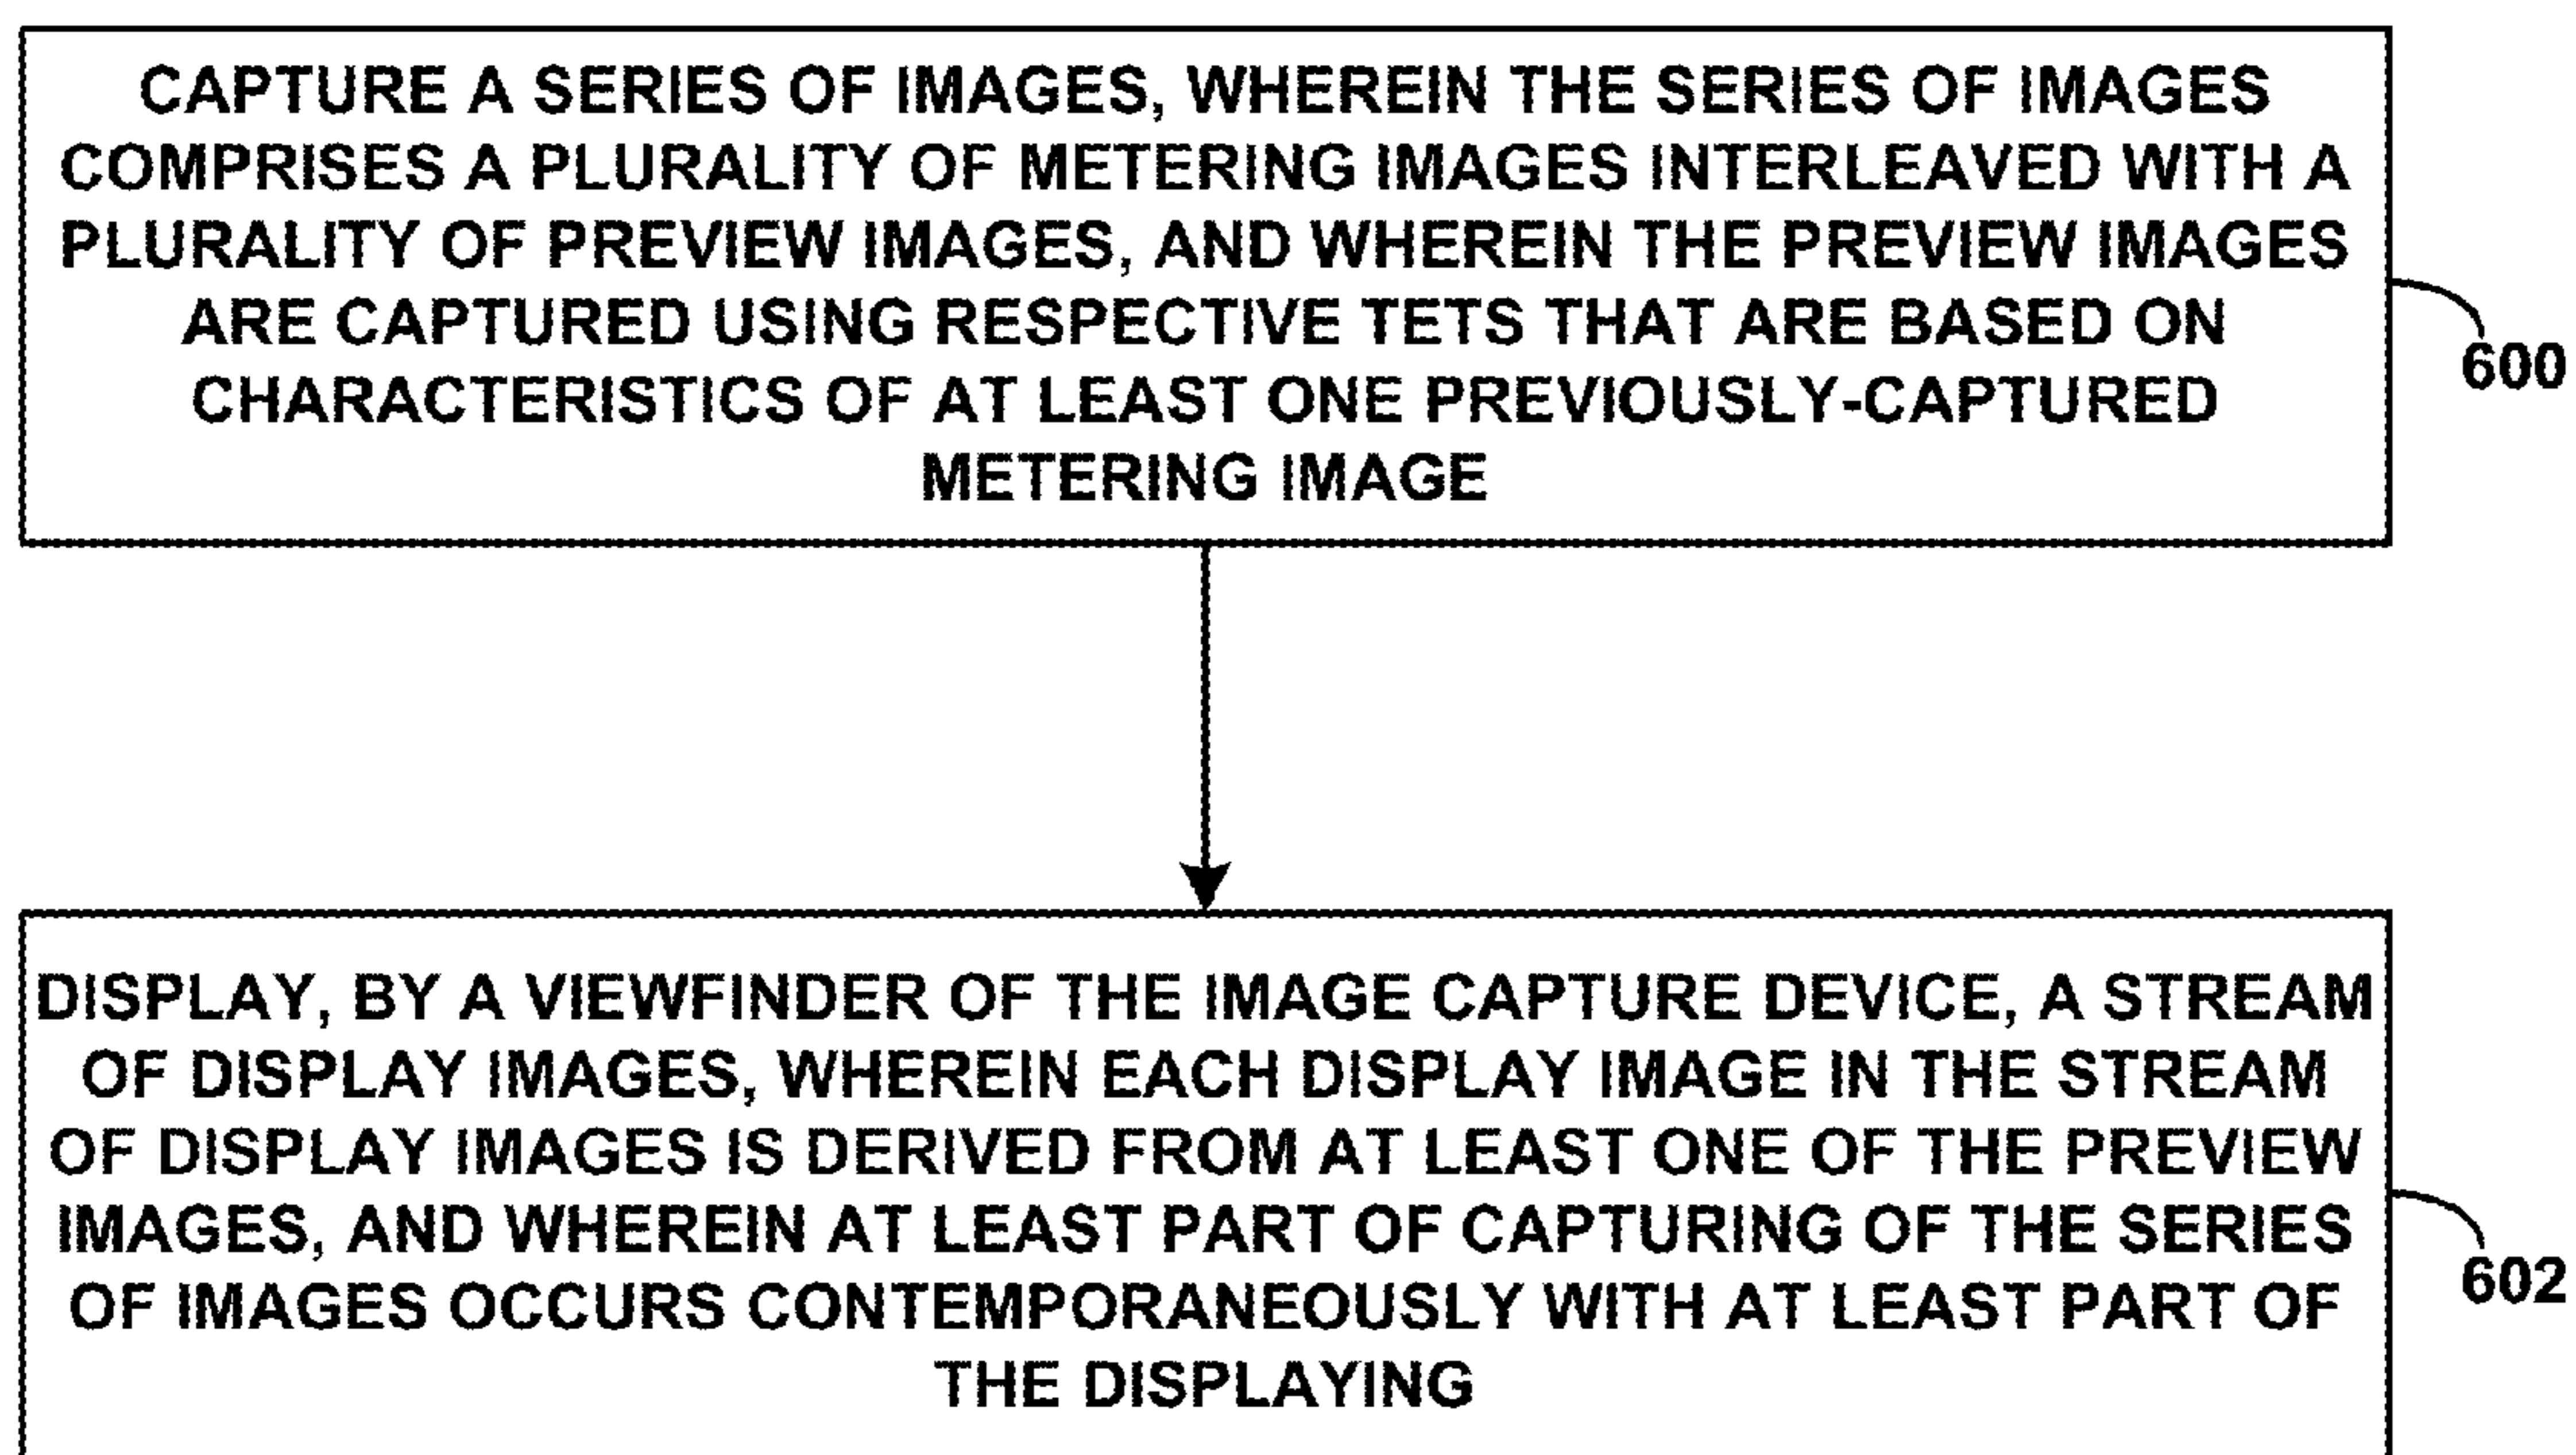 CAPTURE A SERIES OF IMAGES, WHEREIN THE SERIES OF IMAGES
COMPRISES A PLURALITY OF METERING IMAGES INTERLEAVED WITH A
PLURALITY OF PREVIEW IMAGES, AND WHEREIN THE PREVIEW IMAGES
ARE CAPTURED USING RESPECTIVE TETS THAT ARE BASED ON
CHARACTERISTICS OF AT LEAST ONE PREVIOUSLY-CAPTURED
METERING IMAGE
600
DISPLAY, BY A VIEWFINDER OF THE IMAGE CAPTURE DEVICE, A STREAM
OF DISPLAY IMAGES, WHEREIN EACH DISPLAY IMAGE IN THE STREAM
OF DISPLAY IMAGES IS DERIVED FROM AT LEAST ONE OF THE PREVIEW
IMAGES, AND WHEREIN AT LEAST PART OF CAPTURING OF THE SERIES
OF IMAGES OCCURS CONTEMPORANEOUSLY WITH AT LEAST PART OF
THE DISPLAYING
602